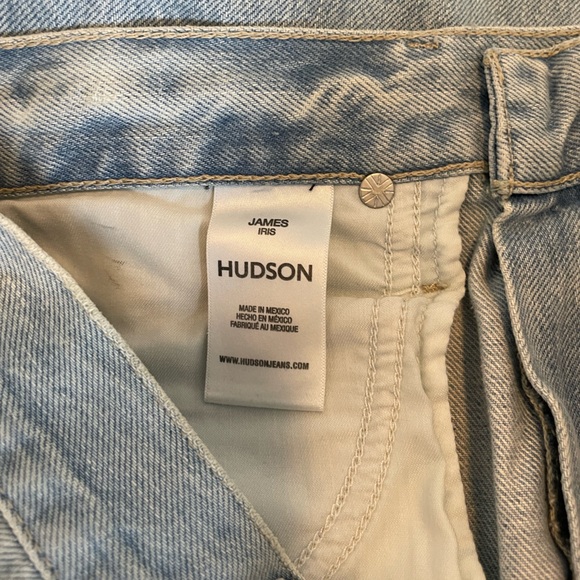 JAMES
IRIS
HUDSON
MADE IN MEXICO
HECHO EN MÉXICO
FABRIQUÉ AU MEXIQUE
WWW.HUDSONJEANS.COM